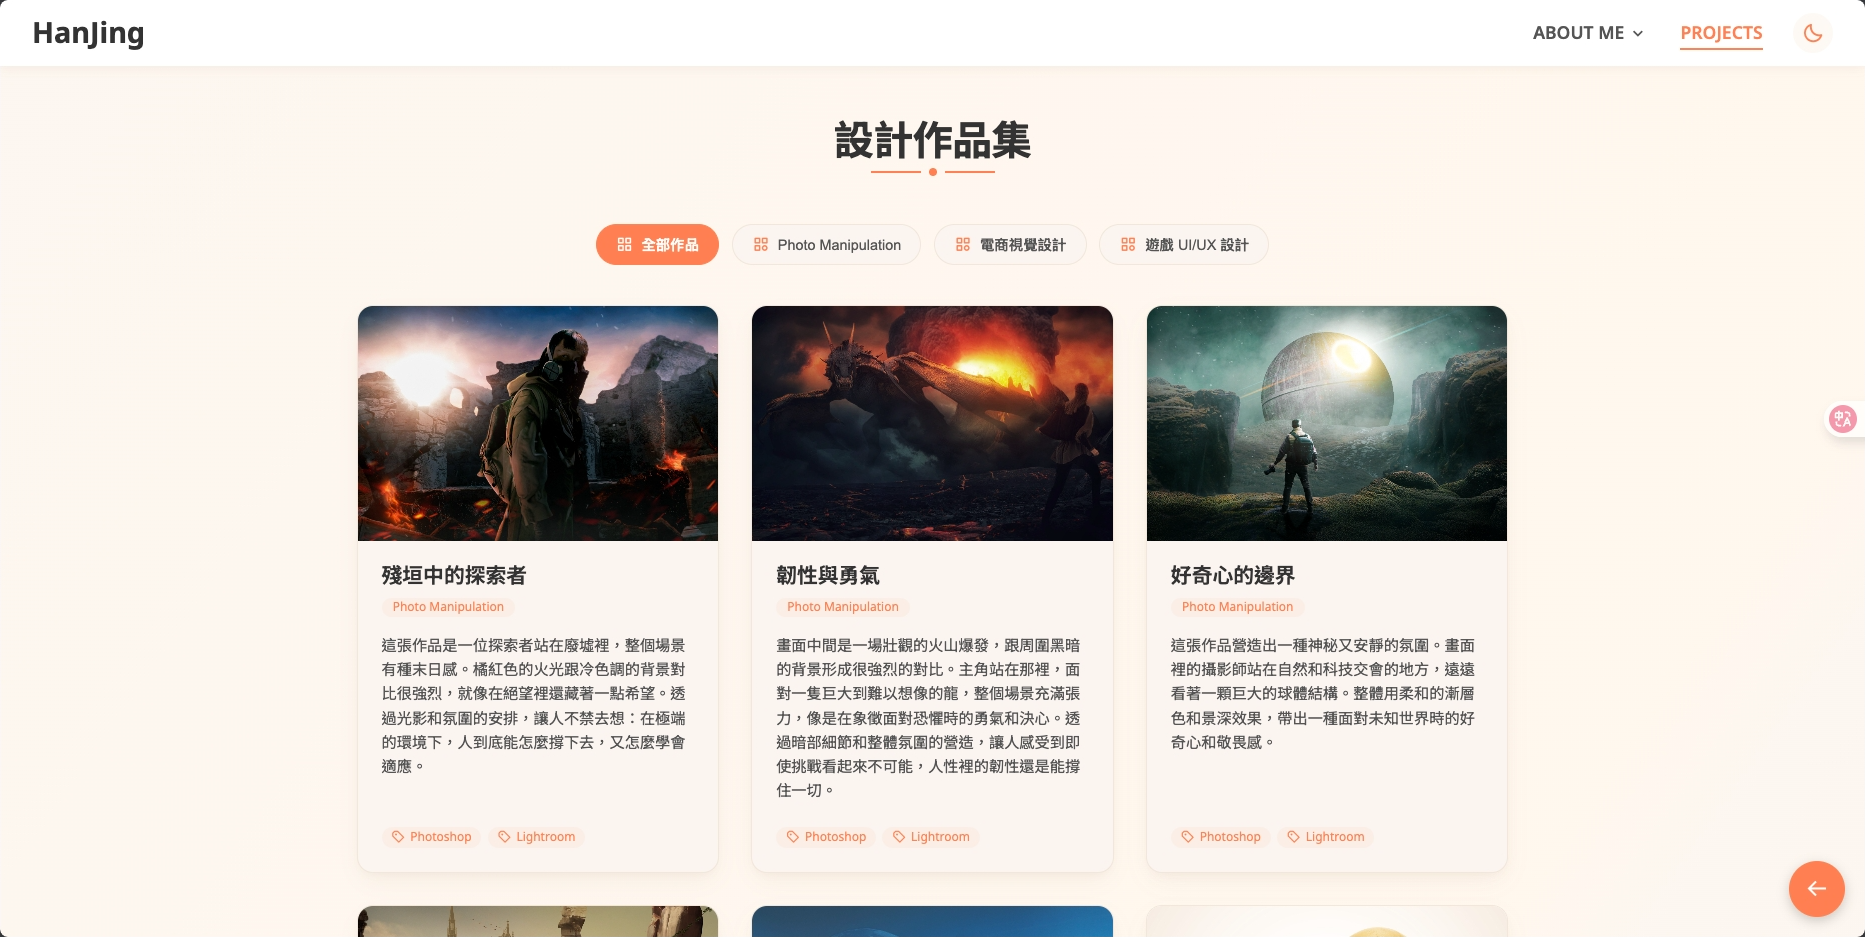 HanJing
ABOUT ME
PROJECTS
設計作品集
全部作品
Photo Manipulation
電商視覺設計
遊戲 UI/UX 設計
殘垣中的探索者
Photo Manipulation
這張作品是一位探索者站在廢墟裡，整個場景
有種末日感。橘紅色的火光跟冷色調的背景對
比很強烈，就像在絕望裡還藏著一點希望。透
過光影和氛圍的安排，讓人不禁去想：在極端
的環境下，人到底能怎麼撐下去，又怎麼學會
適應。
Photoshop
Lightroom
韌性與勇氣
Photo Manipulation
畫面中間是一場壯觀的火山爆發，跟周圍黑暗
的背景形成很強烈的對比。主角站在那裡，面
對一隻巨大到難以想像的龍，整個場景充滿張
力，像是在象徵面對恐懼時的勇氣和決心。透
過暗部細節和整體氛圍的營造，讓人感受到即
使挑戰看起來不可能，人性裡的韌性還是能撐
住一切。
Photoshop
Lightroom
好奇心的邊界
Photo Manipulation
這張作品營造出一種神秘又安靜的氛圍。畫面
裡的攝影師站在自然和科技交會的地方，遠遠
看著一顆巨大的球體結構。整體用柔和的漸層
色和景深效果，帶出一種面對未知世界時的好
奇心和敬畏感。
Photoshop
Lightroom
中
A